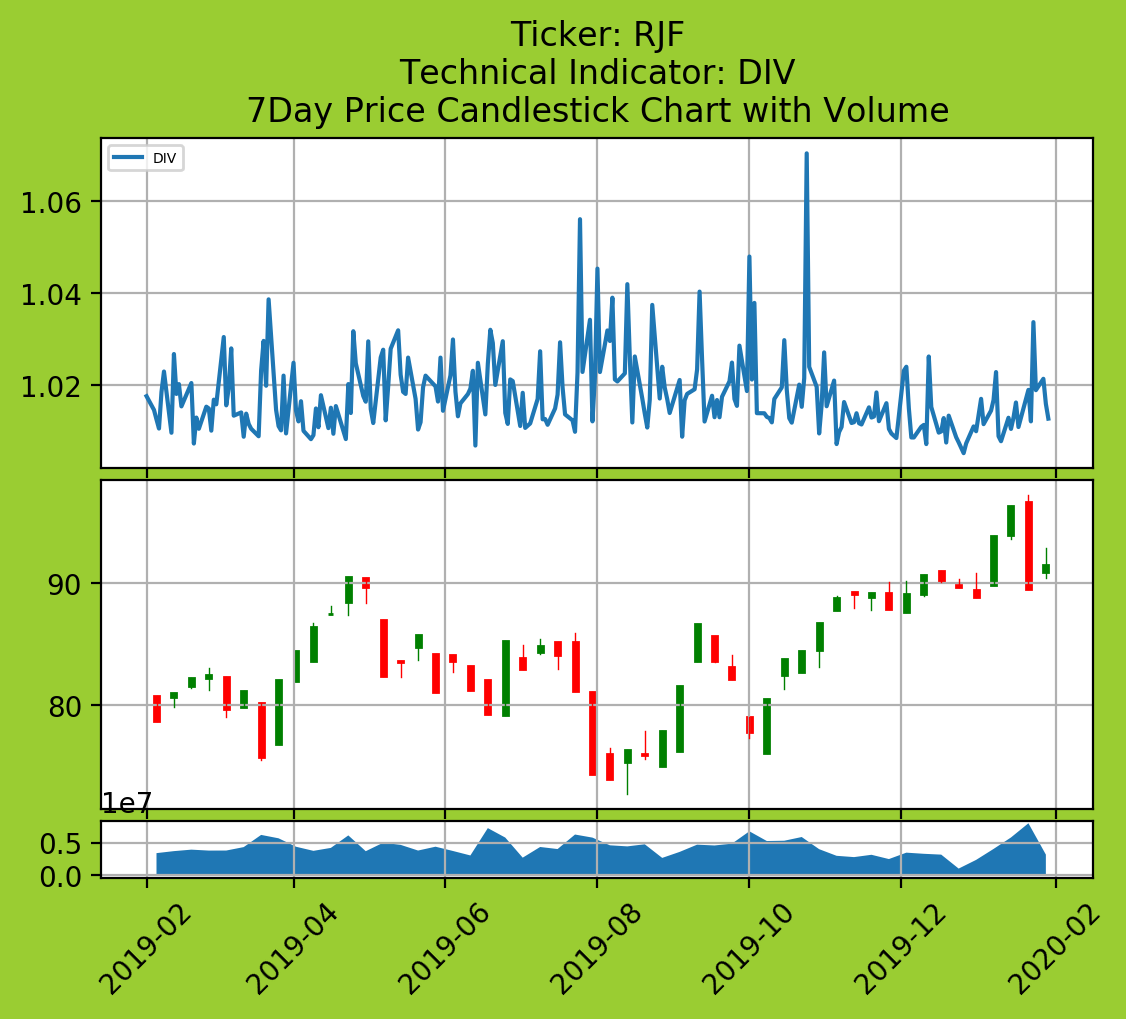 Ticker: RJF
Technical Indicator: DIV
7Day Price Candlestick Chart with Volume
DIV
1.06
1.04
1.02
90
80
1e7
0.5
0.0
2019-02
2019-04
2019-06
2019-08
2019-10
2019-12
2020-02